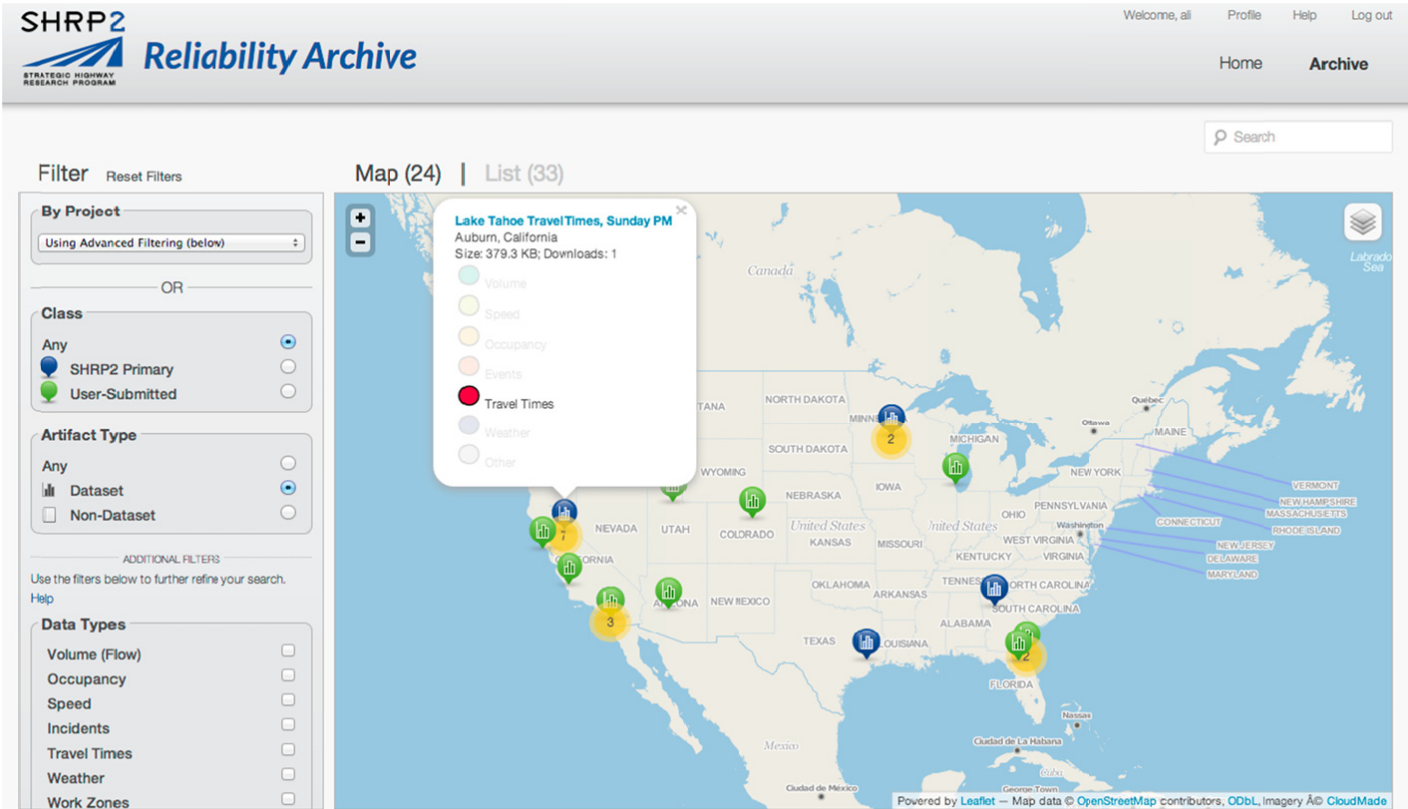 SHRP2
STRATEGIC HIGHWAY
RESEARCH PROGRAM
Reliability Archive
Welcome, ali Profile Help Log out
Home Archive
Search
Filter Reset Filters
Map (24) | List (33)
By Project
Using Advanced Filtering (below)
OR
Class
Any
SHRP2 Primary
User-Submitted
Artifact Type
Any
Dataset
Non-Dataset
ADDITIONAL FILTERS
Use the filters below to further refine your search.
Help
Data Types
Volume (Flow)
Occupancy
Speed
Incidents
Travel Times
Weather
Work Zones
+
-
Lake Tahoe TravelTimes, Sunday PM
Auburn, California
Size: 379.3 KB; Downloads: 1
Volume
Speed
Occupancy
Events
Travel Times
Weather
Other
Canada
Labrado
Sea
TANA
NORTH DAKOTA
MINN
2
Québec
Ottawa
MAINE
SOUTH DAKOTA
MICHIGAN
WYOMING
NEW YORK
NEBRASKA
IOWA
VERMONT
NEW HAMPSHIRE
MASSACHUSETTS
RHODE ISLAND
CONNECTICUT
NEW JERSEY
DELAWARE
MARYLAND
PENNSYLVANIA
OHIO
Washington
7
NEVADA
UTAH
COLORADO
United States
KANSAS
MISSOURI
United States
WEST VIRGINIA
KENTUCKY
VIRGINIA
ORNIA
OKLAHOMA
ARKANSAS
TENNES
ORTH CAROLINA
ONA
NEW MEXICO
SOUTH CAROLINA
3
ALABAMA
TEXAS
LOUISIANA
2
FLORIDA
Nassau
Ciudad de La Habana
México
Cuba
Ciudad de México
George Town
Powered by Leaflet — Map data © OpenStreetMap contributors, ODbL, Imagery Â© CloudMade